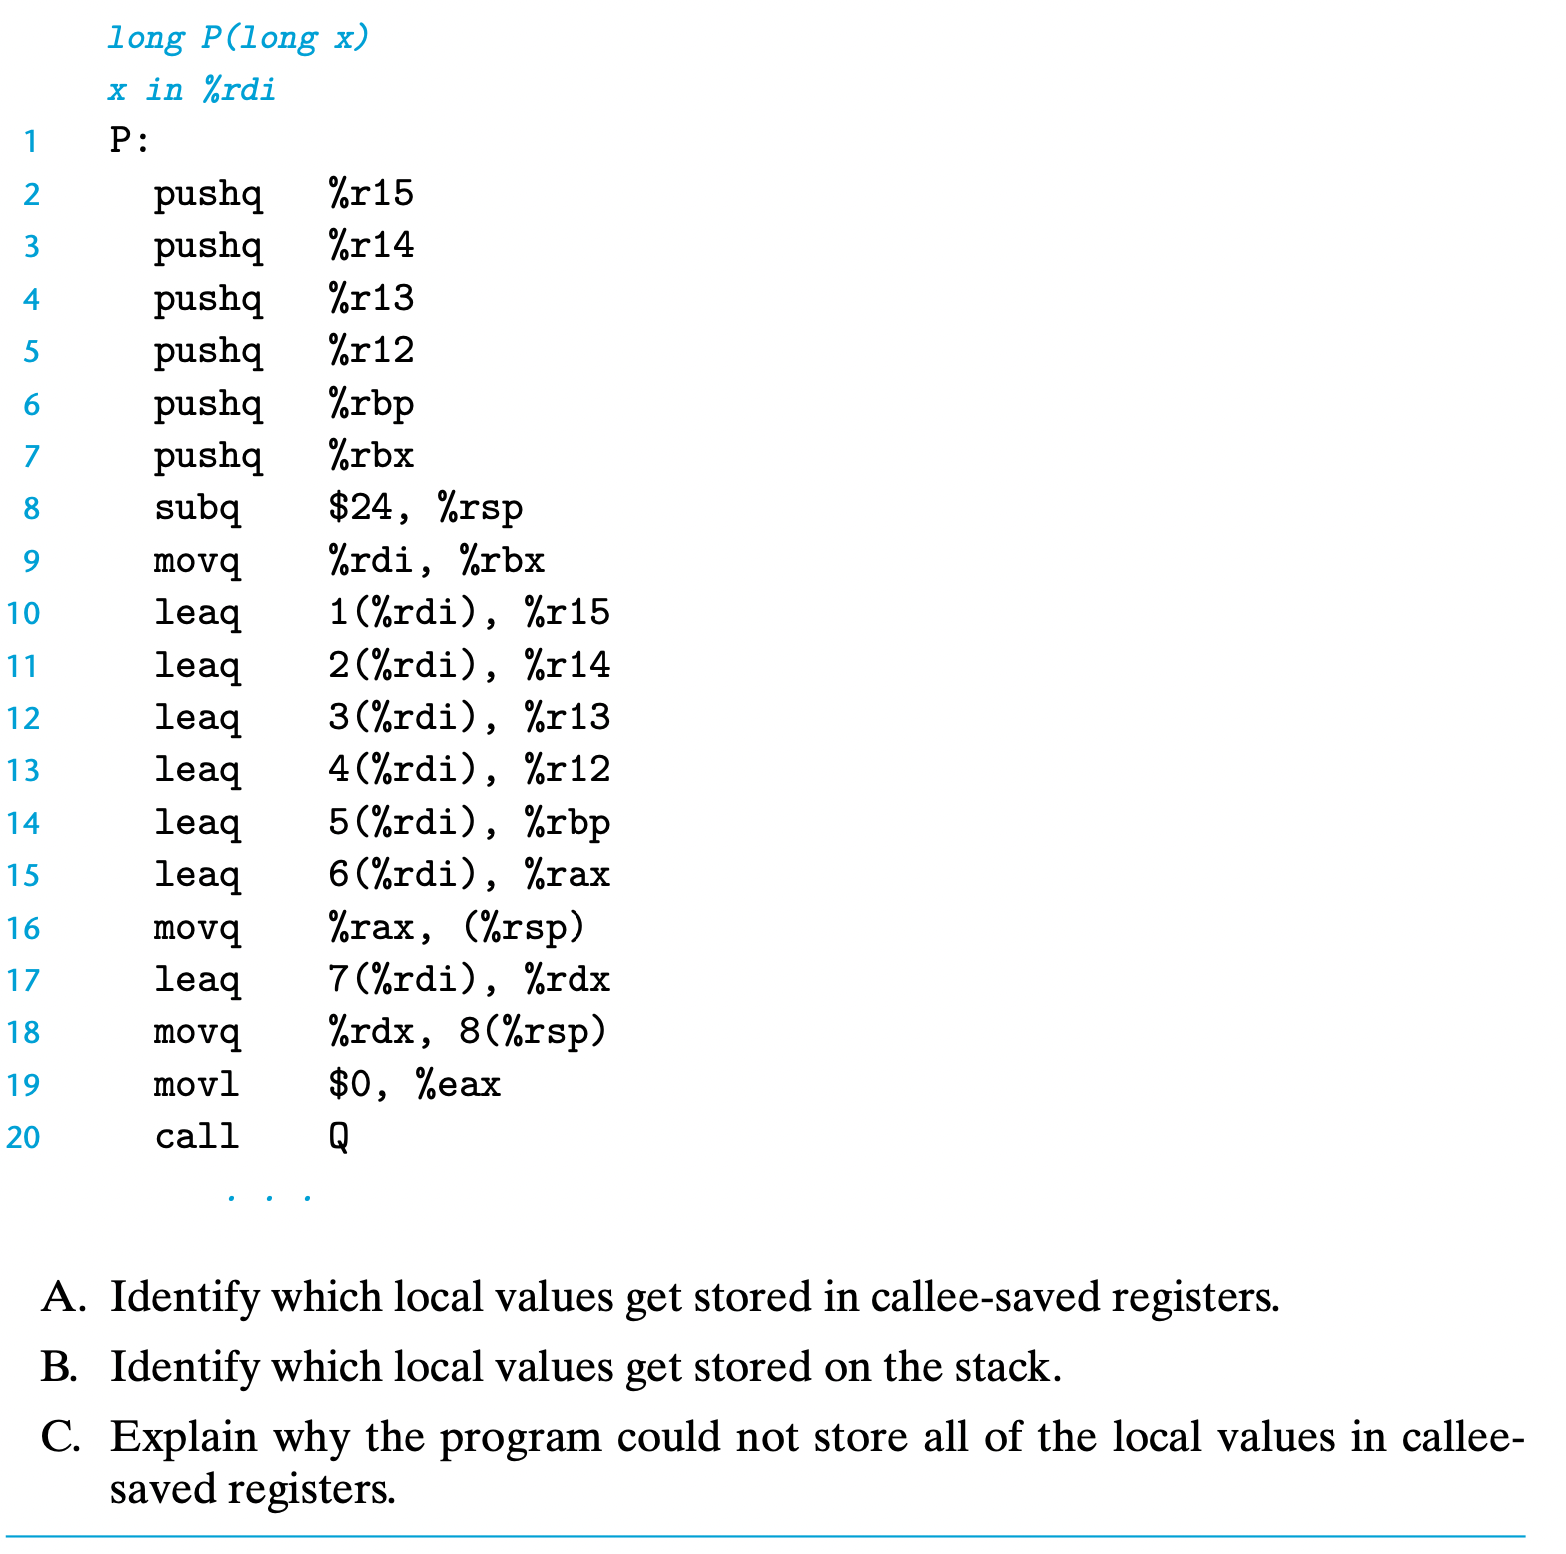 long P(long x)
x in %rdi
1 P:
2 pushq %r15
3 pushq %r14
4 pushq %r13
5 pushq %r12
6 pushq %rbp
7 pushq %rbx
8 subq $24, %rsp
9 movq %rdi, %rbx
10 leaq 1(%rdi), %r15
11 leaq 2(%rdi), %r14
12 leaq 3(%rdi), %r13
13 leaq 4(%rdi), %r12
14 leaq 5(%rdi), %rbp
15 leaq 6(%rdi), %rax
16 movq %rax, (%rsp)
17 leaq 7(%rdi), %rdx
18 movq %rdx, 8(%rsp)
19 movl $0, %eax
20 call Q
. . .
A. Identify which local values get stored in callee-saved registers.
B. Identify which local values get stored on the stack.
C. Explain why the program could not store all of the local values in callee-
saved registers.